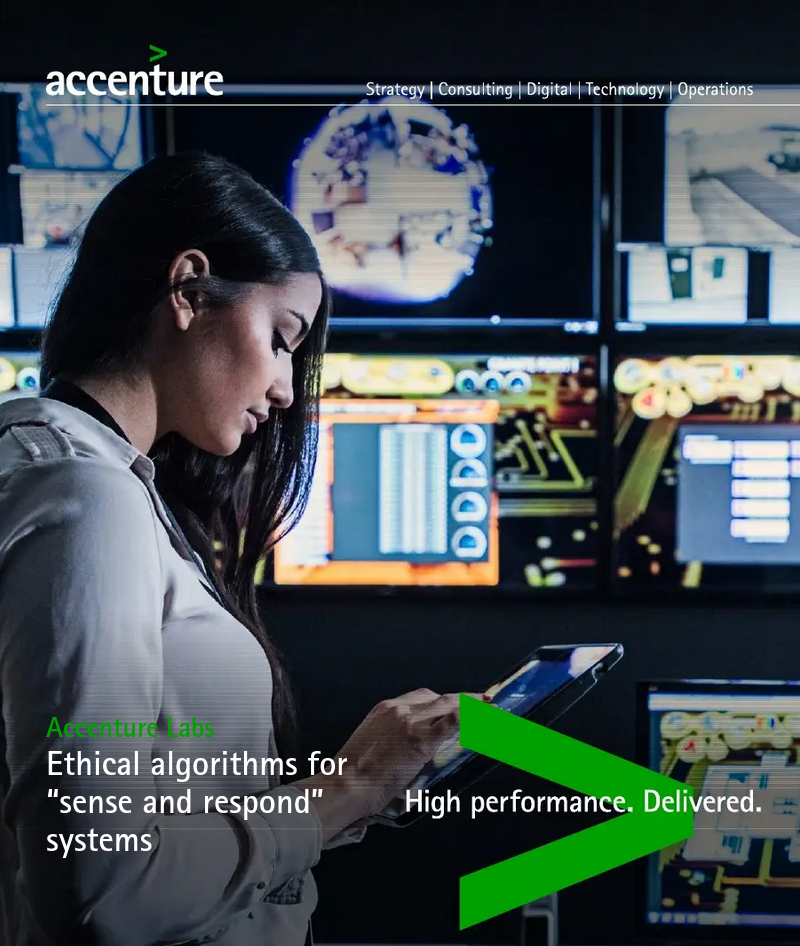 accenture
Strategy | Consulting | Digital | Technology | Operations
Accenture Labs
Ethical algorithms for
“sense and respond”
systems
High performance. Delivered.